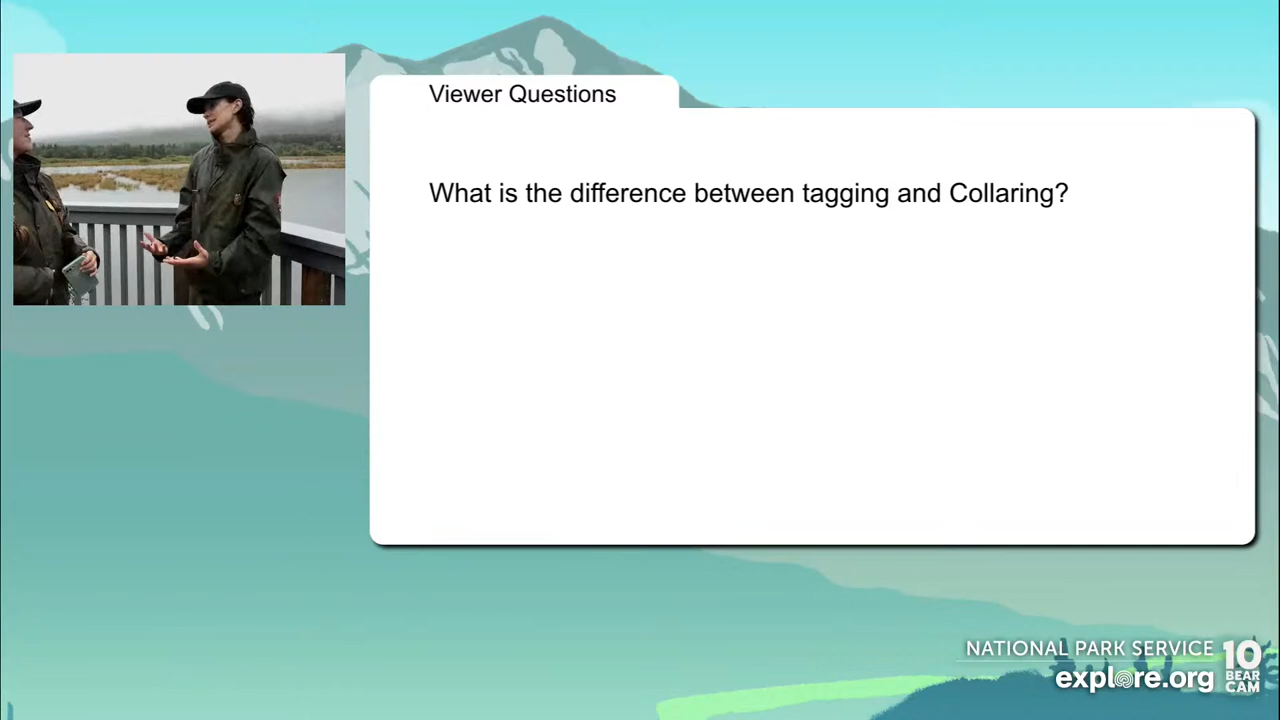 Viewer Questions
What is the difference between tagging and Collaring?
NATIONAL PARK SERVICE
explore.org
10
BEAR
CAM